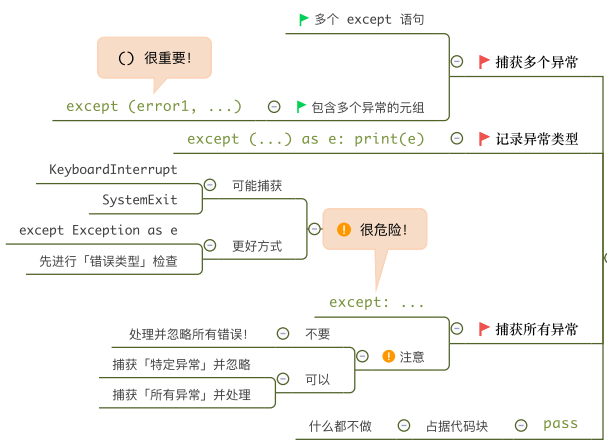 多个 except 语句
() 很重要!
捕获多个异常
except (error1, ...)
包含多个异常的元组
except (...) as e: print(e)
记录异常类型
KeyboardInterrupt
可能捕获
SystemExit
except Exception as e
更好方式
先进行「错误类型」检查
很危险!
except: ...
捕获所有异常
处理并忽略所有错误!
不要
注意
捕获「特定异常」并忽略
可以
捕获「所有异常」并处理
什么都不做
占据代码块
pass